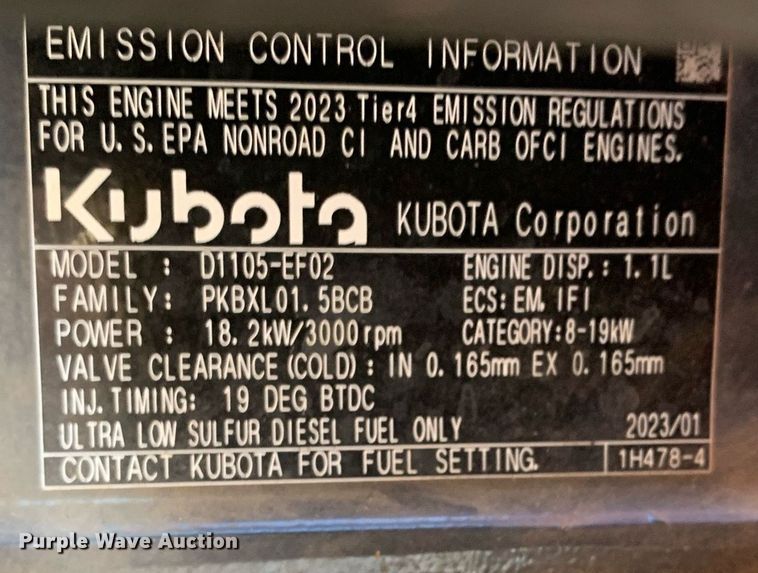 EMISSION CONTROL INFORMATION
THIS ENGINE MEETS 2023 Tier4 EMISSION REGULATIONS
FOR U.S. EPA NONROAD CI AND CARB OFCI ENGINES.
Kubota KUBOTA Corporation
MODEL : D1105-EF02 ENGINE DISP.: 1.1L
FAMILY: PKBXL01.5BCB ECS: EM, IFI
POWER : 18.2kW/3000rpm CATEGORY:8-19kW
VALVE CLEARANCE (COLD) : IN 0.165mm EX 0.165mm
INJ. TIMING: 19 DEG BTDC
ULTRA LOW SULFUR DIESEL FUEL ONLY 2023/01
CONTACT KUBOTA FOR FUEL SETTING. 1H478-4
Purple Wave Auction